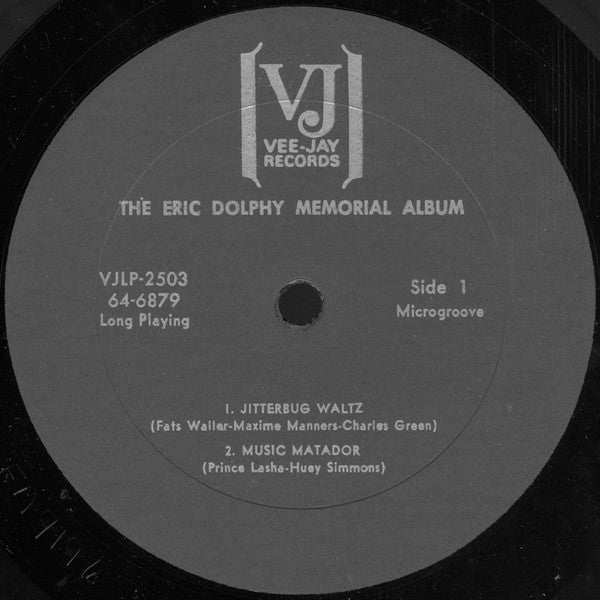 VJ
VEE-JAY
RECORDS
THE ERIC DOLPHY MEMORIAL ALBUM
VJLP-2503
64-6879
Long Playing
Side 1
Microgroove
1. JITTERBUG WALTZ
(Fats Waller-Maxime Manners-Charles Green)
2. MUSIC MATADOR
(Prince Lasha-Huey Simmons)